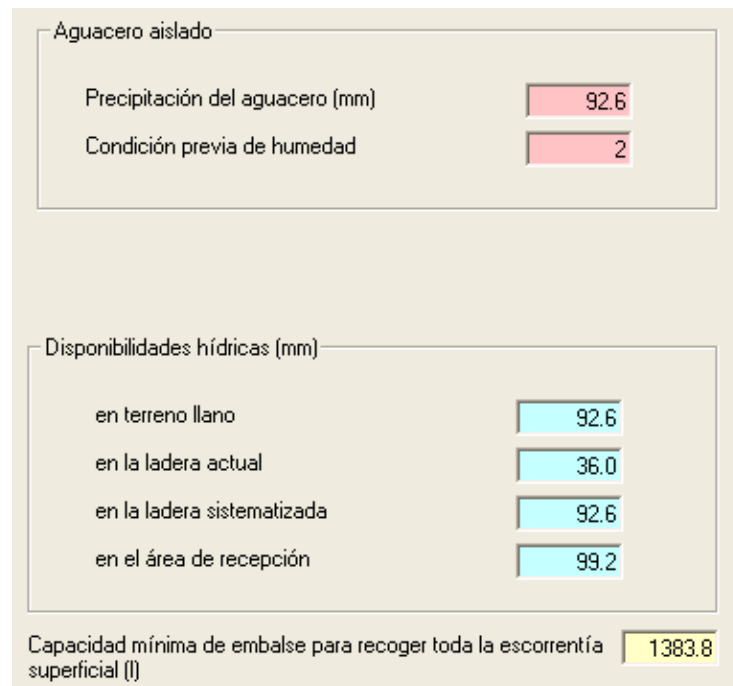 Aguacero aislado
Precipitación del aguacero (mm) 92.6
Condición previa de humedad 2
Disponibilidades hídricas (mm)
en terreno llano 92.6
en la ladera actual 36.0
en la ladera sistematizada 92.6
en el área de recepción 99.2
Capacidad mínima de embalse para recoger toda la escorrentía 1383.8
superficial (l)